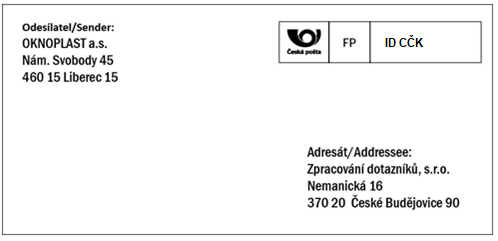 Odesílatel/Sender:
OKNOPLAST a.s.
Nám. Svobody 45
460 15 Liberec 15
Česká pošta
FP
ID CČK
Adresát/Addressee:
Zpracování dotazníků, s.r.o.
Nemanická 16
370 20 České Budějovice 90